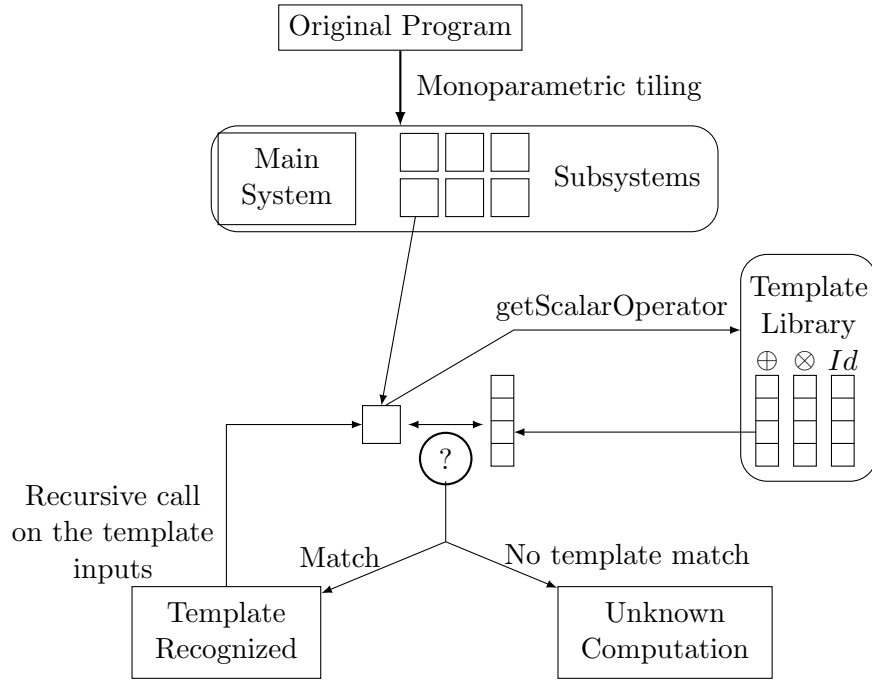 Original Program
Monoparametric tiling
Main
System
Subsystems
getScalarOperator
Template
Library
⊕ ⊗ Id
?
Recursive call
on the template
inputs
Match
No template match
Template
Recognized
Unknown
Computation